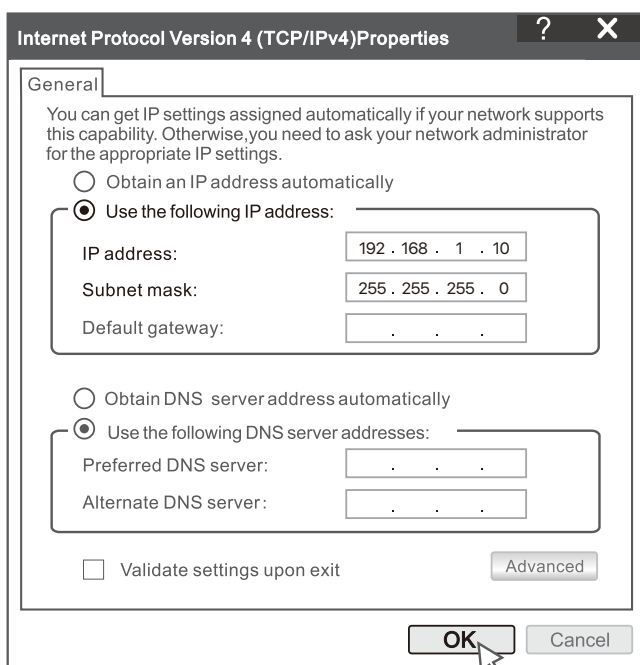 Internet Protocol Version 4 (TCP/IPv4)Properties
? X
General
You can get IP settings assigned automatically if your network supports
this capability. Otherwise,you need to ask your network administrator
for the appropriate IP settings.
Obtain an IP address automatically
Use the following IP address:
IP address: 192 . 168 . 1 . 10
Subnet mask: 255 . 255 . 255 . 0
Default gateway: . . .
Obtain DNS server address automatically
Use the following DNS server addresses:
Preferred DNS server: . . .
Alternate DNS server: . . .
Validate settings upon exit
Advanced
OK Cancel